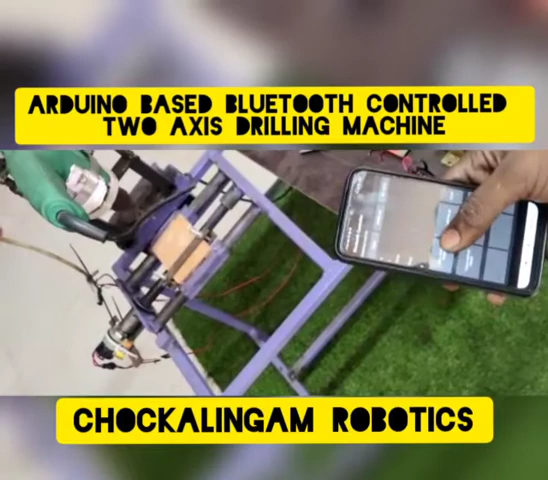 ARDUINO BASED BLUETOOTH CONTROLLED
TWO AXIS DRILLING MACHINE
CHOCKALINGAM ROBOTICS